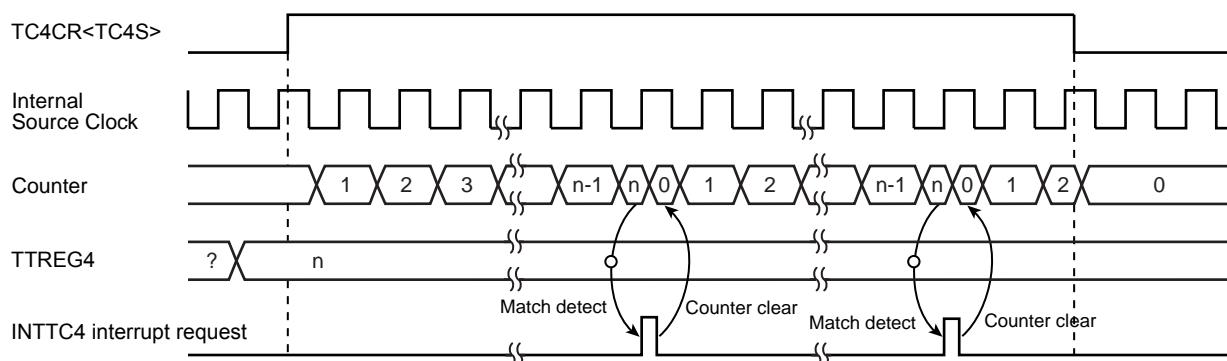 TC4CR<TC4S>
Internal
Source Clock
Counter
1 2 3 n-1 n 0 1 2 n-1 n 0 1 2 0
TTREG4
? n
Match detect Counter clear Match detect Counter clear
INTTC4 interrupt request